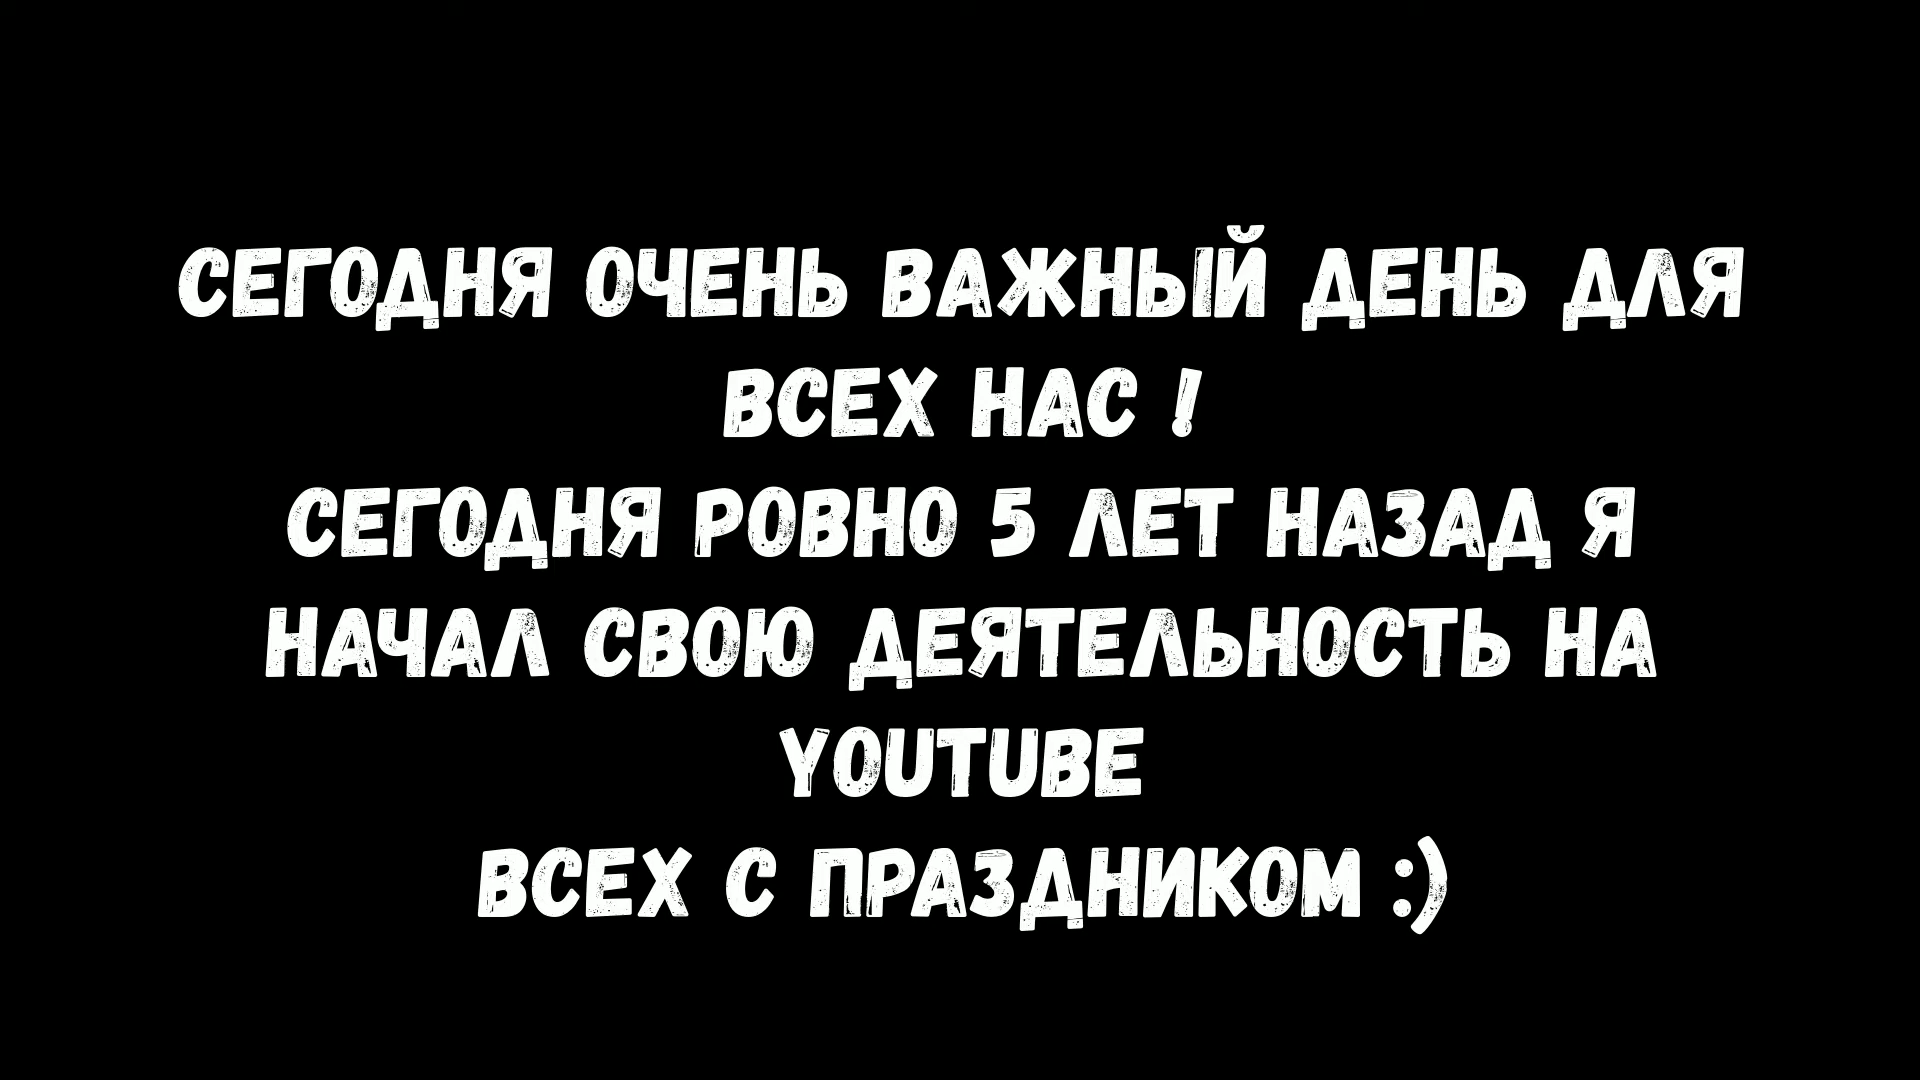 СЕГОДНЯ ОЧЕНЬ ВАЖНЫЙ ДЕНЬ ДЛЯ
ВСЕХ НАС !
СЕГОДНЯ РОВНО 5 ЛЕТ НАЗАД Я
НАЧАЛ СВОЮ ДЕЯТЕЛЬНОСТЬ НА
YOUTUBE
ВСЕХ С ПРАЗДНИКОМ :)